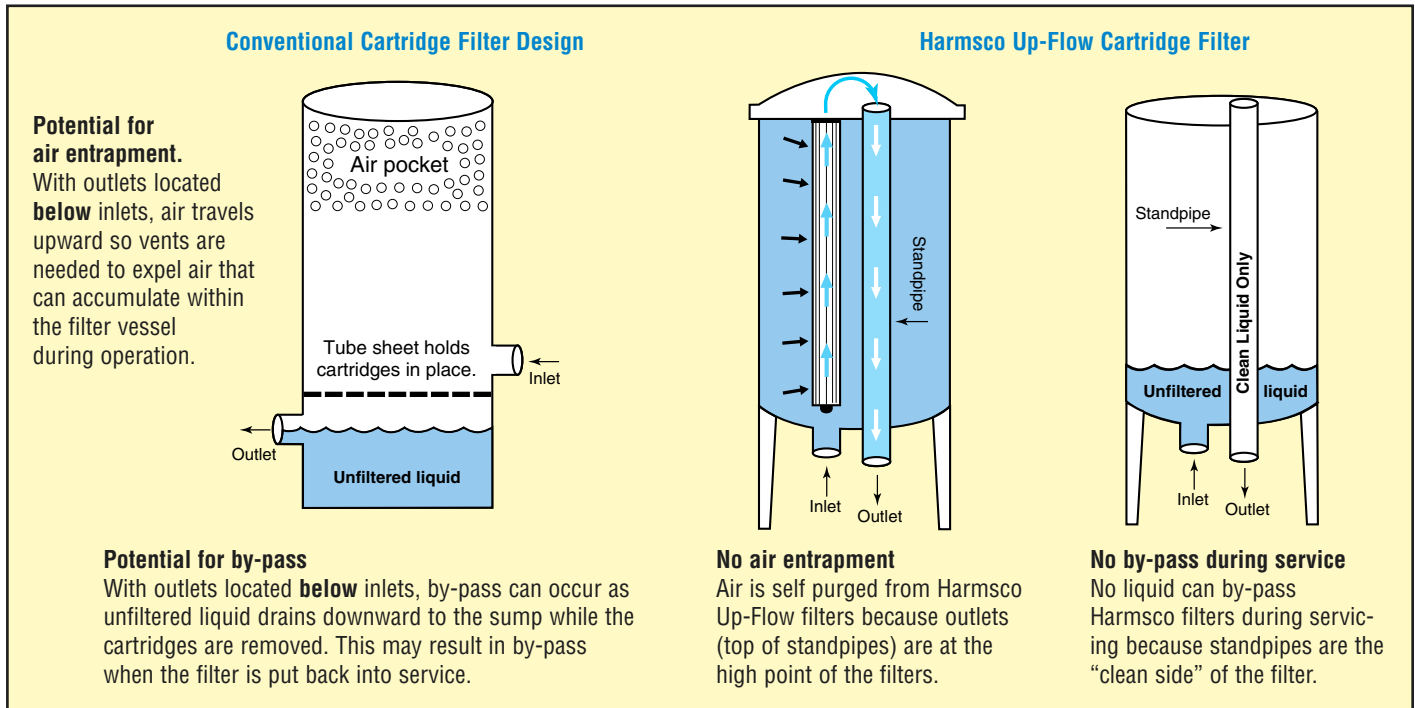 Conventional Cartridge Filter Design
Potential for
air entrapment.
With outlets located
below inlets, air travels
upward so vents are
needed to expel air that
can accumulate within
the filter vessel
during operation.
Air pocket
Tube sheet holds
cartridges in place.
Inlet
Outlet
Unfiltered liquid
Potential for by-pass
With outlets located below inlets, by-pass can occur as
unfiltered liquid drains downward to the sump while the
cartridges are removed. This may result in by-pass
when the filter is put back into service.
Harmsco Up-Flow Cartridge Filter
Standpipe
Inlet
Outlet
No air entrapment
Air is self purged from Harmsco
Up-Flow filters because outlets
(top of standpipes) are at the
high point of the filters.
Standpipe
Clean Liquid Only
Unfiltered liquid
Inlet
Outlet
No by-pass during service
No liquid can by-pass
Harmsco filters during servic-
ing because standpipes are the
“clean side” of the filter.